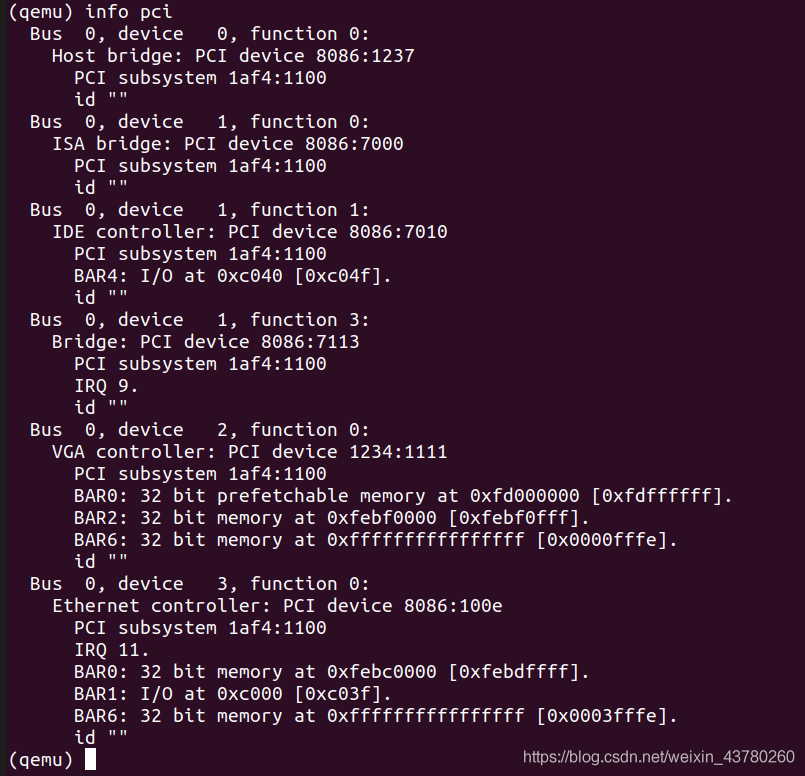 (qemu) info pci
  Bus  0, device   0, function 0:
    Host bridge: PCI device 8086:1237
      PCI subsystem 1af4:1100
      id ""
  Bus  0, device   1, function 0:
    ISA bridge: PCI device 8086:7000
      PCI subsystem 1af4:1100
      id ""
  Bus  0, device   1, function 1:
    IDE controller: PCI device 8086:7010
      PCI subsystem 1af4:1100
      BAR4: I/O at 0xc040 [0xc04f].
      id ""
  Bus  0, device   1, function 3:
    Bridge: PCI device 8086:7113
      PCI subsystem 1af4:1100
      IRQ 9.
      id ""
  Bus  0, device   2, function 0:
    VGA controller: PCI device 1234:1111
      PCI subsystem 1af4:1100
      BAR0: 32 bit prefetchable memory at 0xfd000000 [0xfdffffff].
      BAR2: 32 bit memory at 0xfebf0000 [0xfebf0fff].
      BAR6: 32 bit memory at 0xffffffffffffffff [0x0000fffe].
      id ""
  Bus  0, device   3, function 0:
    Ethernet controller: PCI device 8086:100e
      PCI subsystem 1af4:1100
      IRQ 11.
      BAR0: 32 bit memory at 0xfebc0000 [0xfebdffff].
      BAR1: I/O at 0xc000 [0xc03f].
      BAR6: 32 bit memory at 0xffffffffffffffff [0x0003fffe].
      id ""
(qemu)
https://blog.csdn.net/weixin_43780260